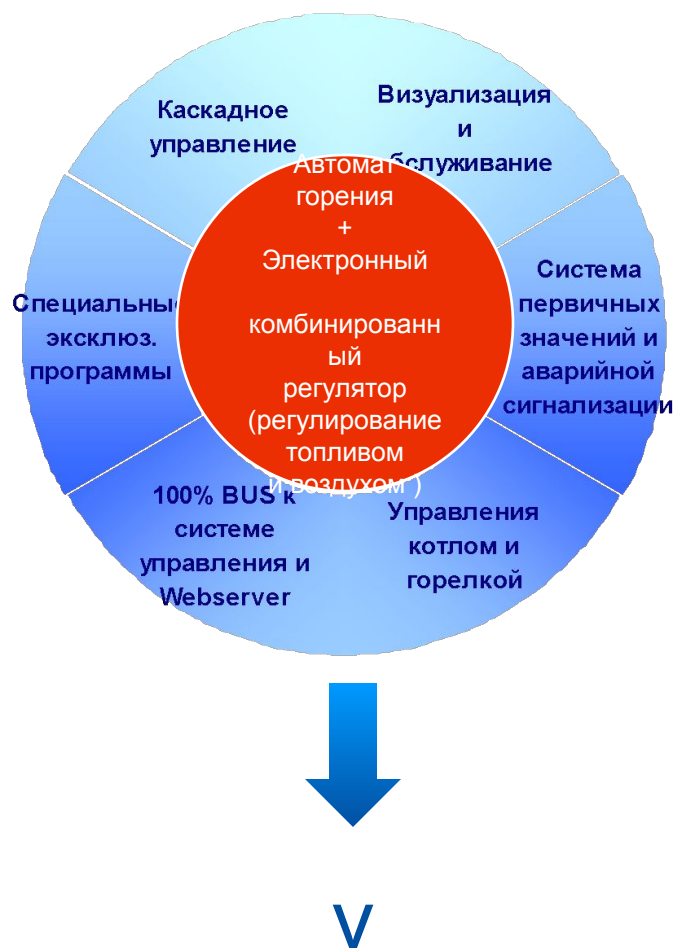 Каскадное
управление
Визуализация
и
обслуживание
Автомат
горения
+
Электронный
комбинированн
ый
регулятор
(регулирование
топливом
и воздухом )
Система
первичных
значений и
аварийной
сигнализации
Специальные
эксклюз.
программы
100% BUS к
системе
управления и
Webserver
Управления
котлом и
горелкой
v